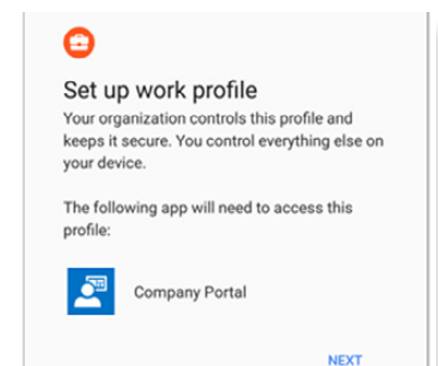 Set up work profile
Your organization controls this profile and
keeps it secure. You control everything else on
your device.
The following app will need to access this
profile:
Company Portal
NEXT